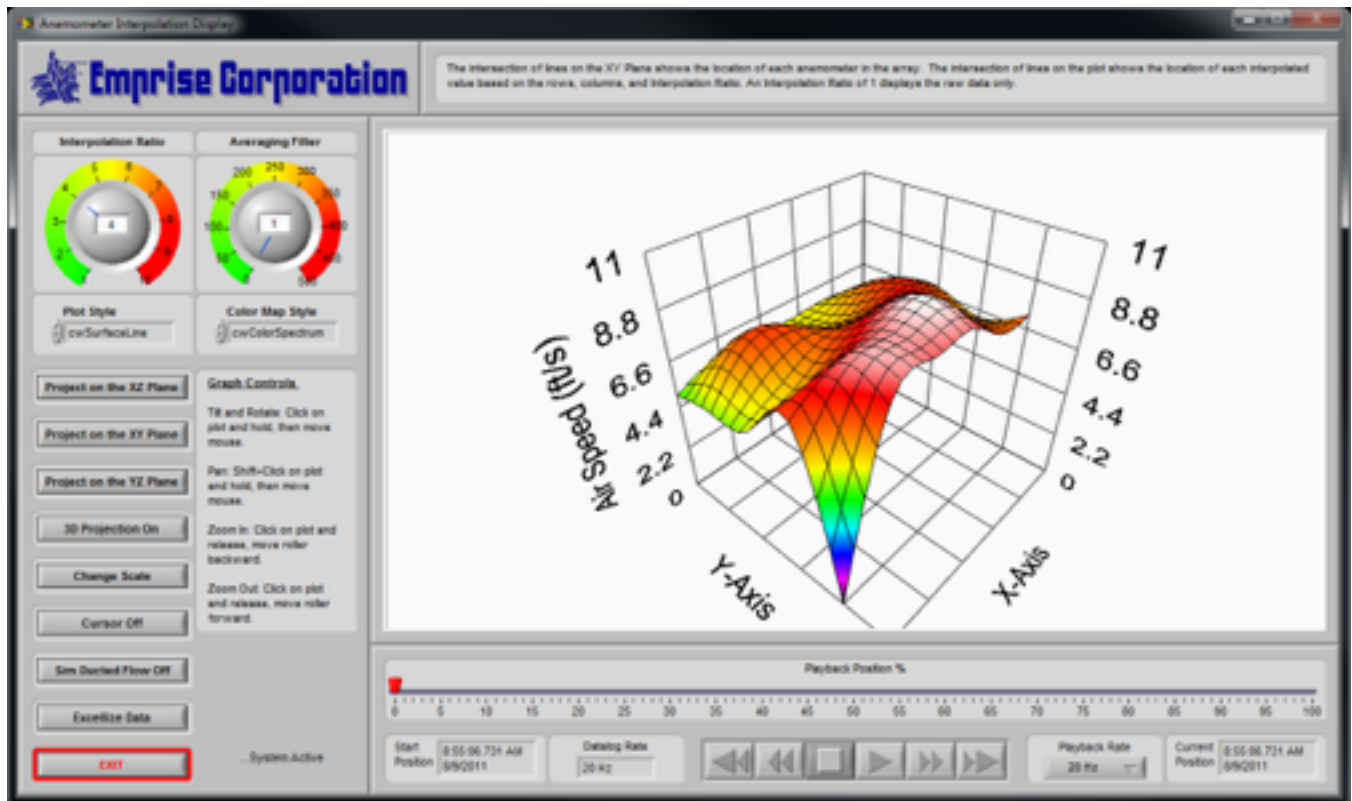 Anemometer Interpolation Display
Emprise Corporation
The intersection of lines on the XY Plane shows the location of each anemometer in the array. The intersection of lines on the plot shows the location of each interpolated
value based on the rows, columns, and Interpolation Ratio. An Interpolation Ratio of 1 displays the raw data only.
Interpolation Ratio
Averaging Filter
4
1
Plot Style
cwSurfaceLine
Color Map Style
cwColorSpectrum
Project on the XZ Plane
Project on the XY Plane
Project on the YZ Plane
3D Projection On
Change Scale
Cursor Off
Sim Ducted Flow Off
Excellize Data
EXIT
Graph Controls
Tilt and Rotate: Click on
plot and hold, then move
mouse.
Pan: Shift+Click on plot
and hold, then move
mouse.
Zoom In: Click on plot and
release, move roller
backward.
Zoom Out: Click on plot
and release, move roller
forward.
...System Active
11
8.8
6.6
4.4
2.2
0
Air Speed (ft/s)
Y-Axis
X-Axis
11
8.8
6.6
4.4
2.2
0
Playback Position %
0 5 10 15 20 25 30 35 40 45 50 55 60 65 70 75 80 85 90 95 100
Start
Position
8:55:06.731 AM
6/9/2011
Datalog Rate
20 Hz
Playback Rate
20 Hz
Current
Position
8:55:06.731 AM
6/9/2011